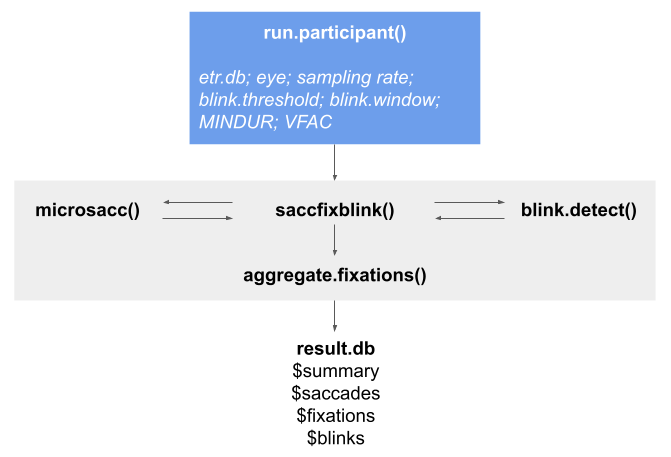 run.participant()
etr.db; eye; sampling rate;
blink.threshold; blink.window;
MINDUR; VFAC
microsacc()
saccfixblink()
blink.detect()
aggregate.fixations()
result.db
$summary
$saccades
$fixations
$blinks